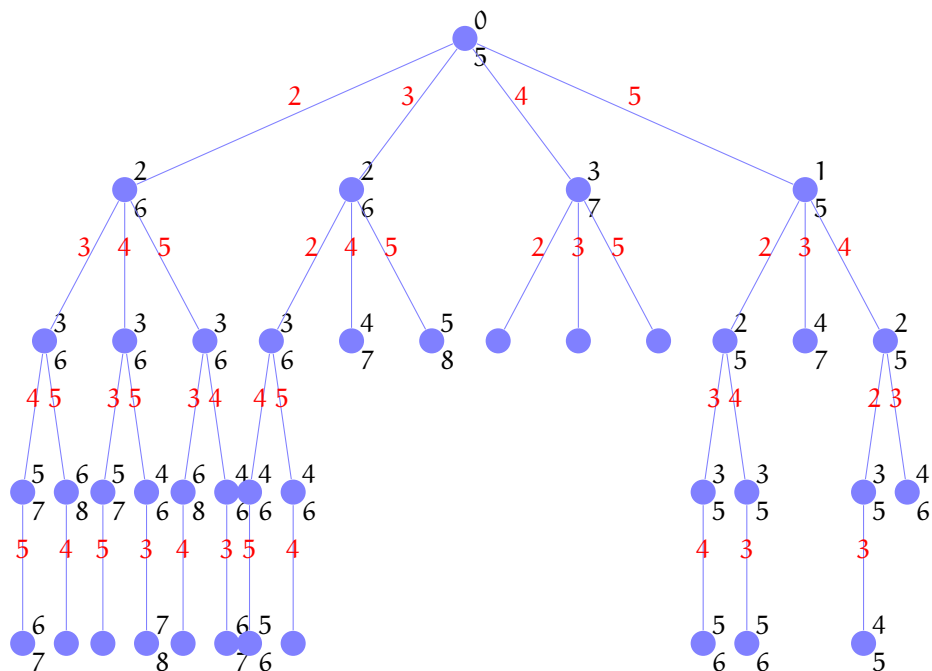 0
5
2 3 4 5
2 2 3 1
6 6 7 5
3 4 5 2 4 5 2 3 5 2 3 4
3 3 3 3 4 5 2 4 2
6 6 6 6 7 8 5 7 5
4 5 3 5 3 4 4 5 3 4 2 3
5 6 5 4 6 4 4 4 3 3 3 4
7 8 7 6 8 6 6 6 5 5 5 6
5 4 5 3 4 3 5 4 4 3 3
6 7 6 5 5 5 4
7 8 7 6 6 6 5